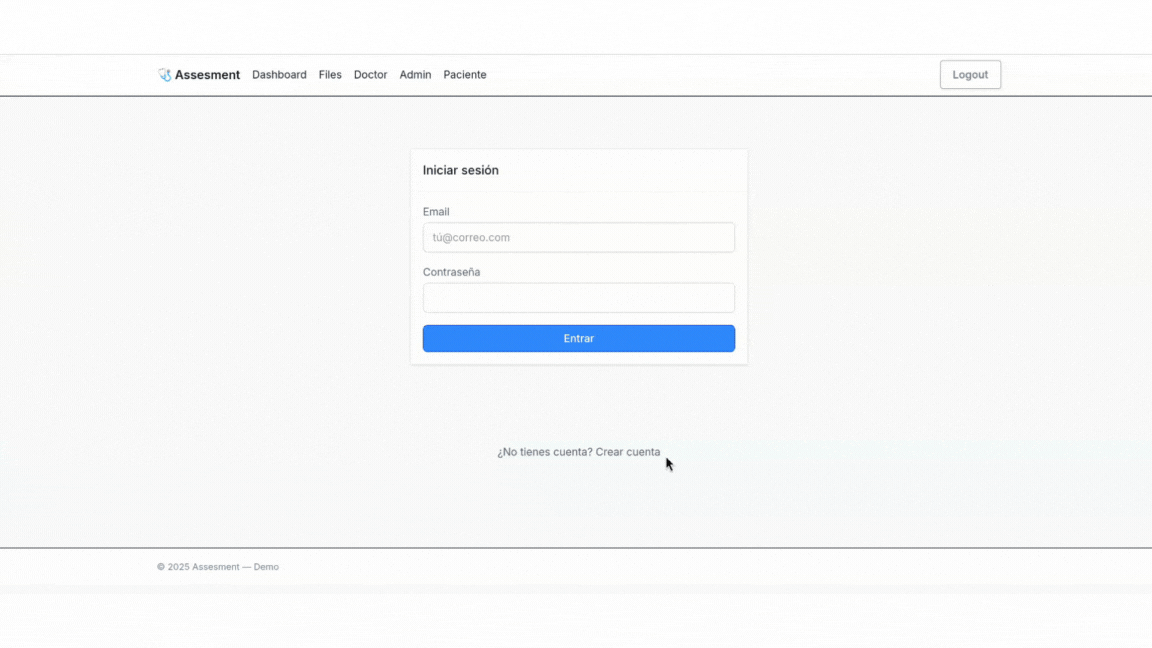 Assesment Dashboard Files Doctor Admin Paciente Logout
Iniciar sesión
Email
tú@correo.com
Contraseña
Entrar
¿No tienes cuenta? Crear cuenta
© 2025 Assesment — Demo